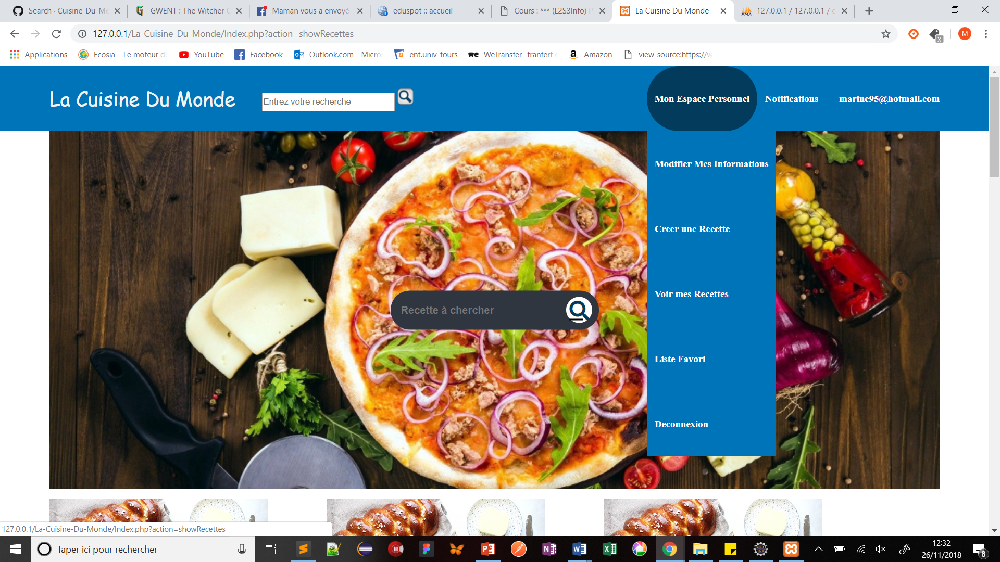 Search · Cuisine-Du-Mo
GWENT : The Witcher C
Maman vous a envoyé
eduspot :: accueil
Cours : *** (L2S3Info) P
La Cuisine Du Monde
127.0.0.1 / 127.0.0.1 / c
127.0.0.1/La-Cuisine-Du-Monde/Index.php?action=showRecettes
X
M
Applications
Ecosia – Le moteur de
YouTube
Facebook
Outlook.com - Micros
ent.univ-tours
WeTransfer -tranfert
Amazon
view-source:https://w
La Cuisine Du Monde
Entrez votre recherche
Mon Espace Personnel
Notifications
marine95@hotmail.com
Modifier Mes Informations
Creer une Recette
Voir mes Recettes
Recette à chercher
Liste Favori
Deconnexion
127.0.0.1/La-Cuisine-Du-Monde/Index.php?action=showRecettes
Taper ici pour rechercher
12:32
26/11/2018
8